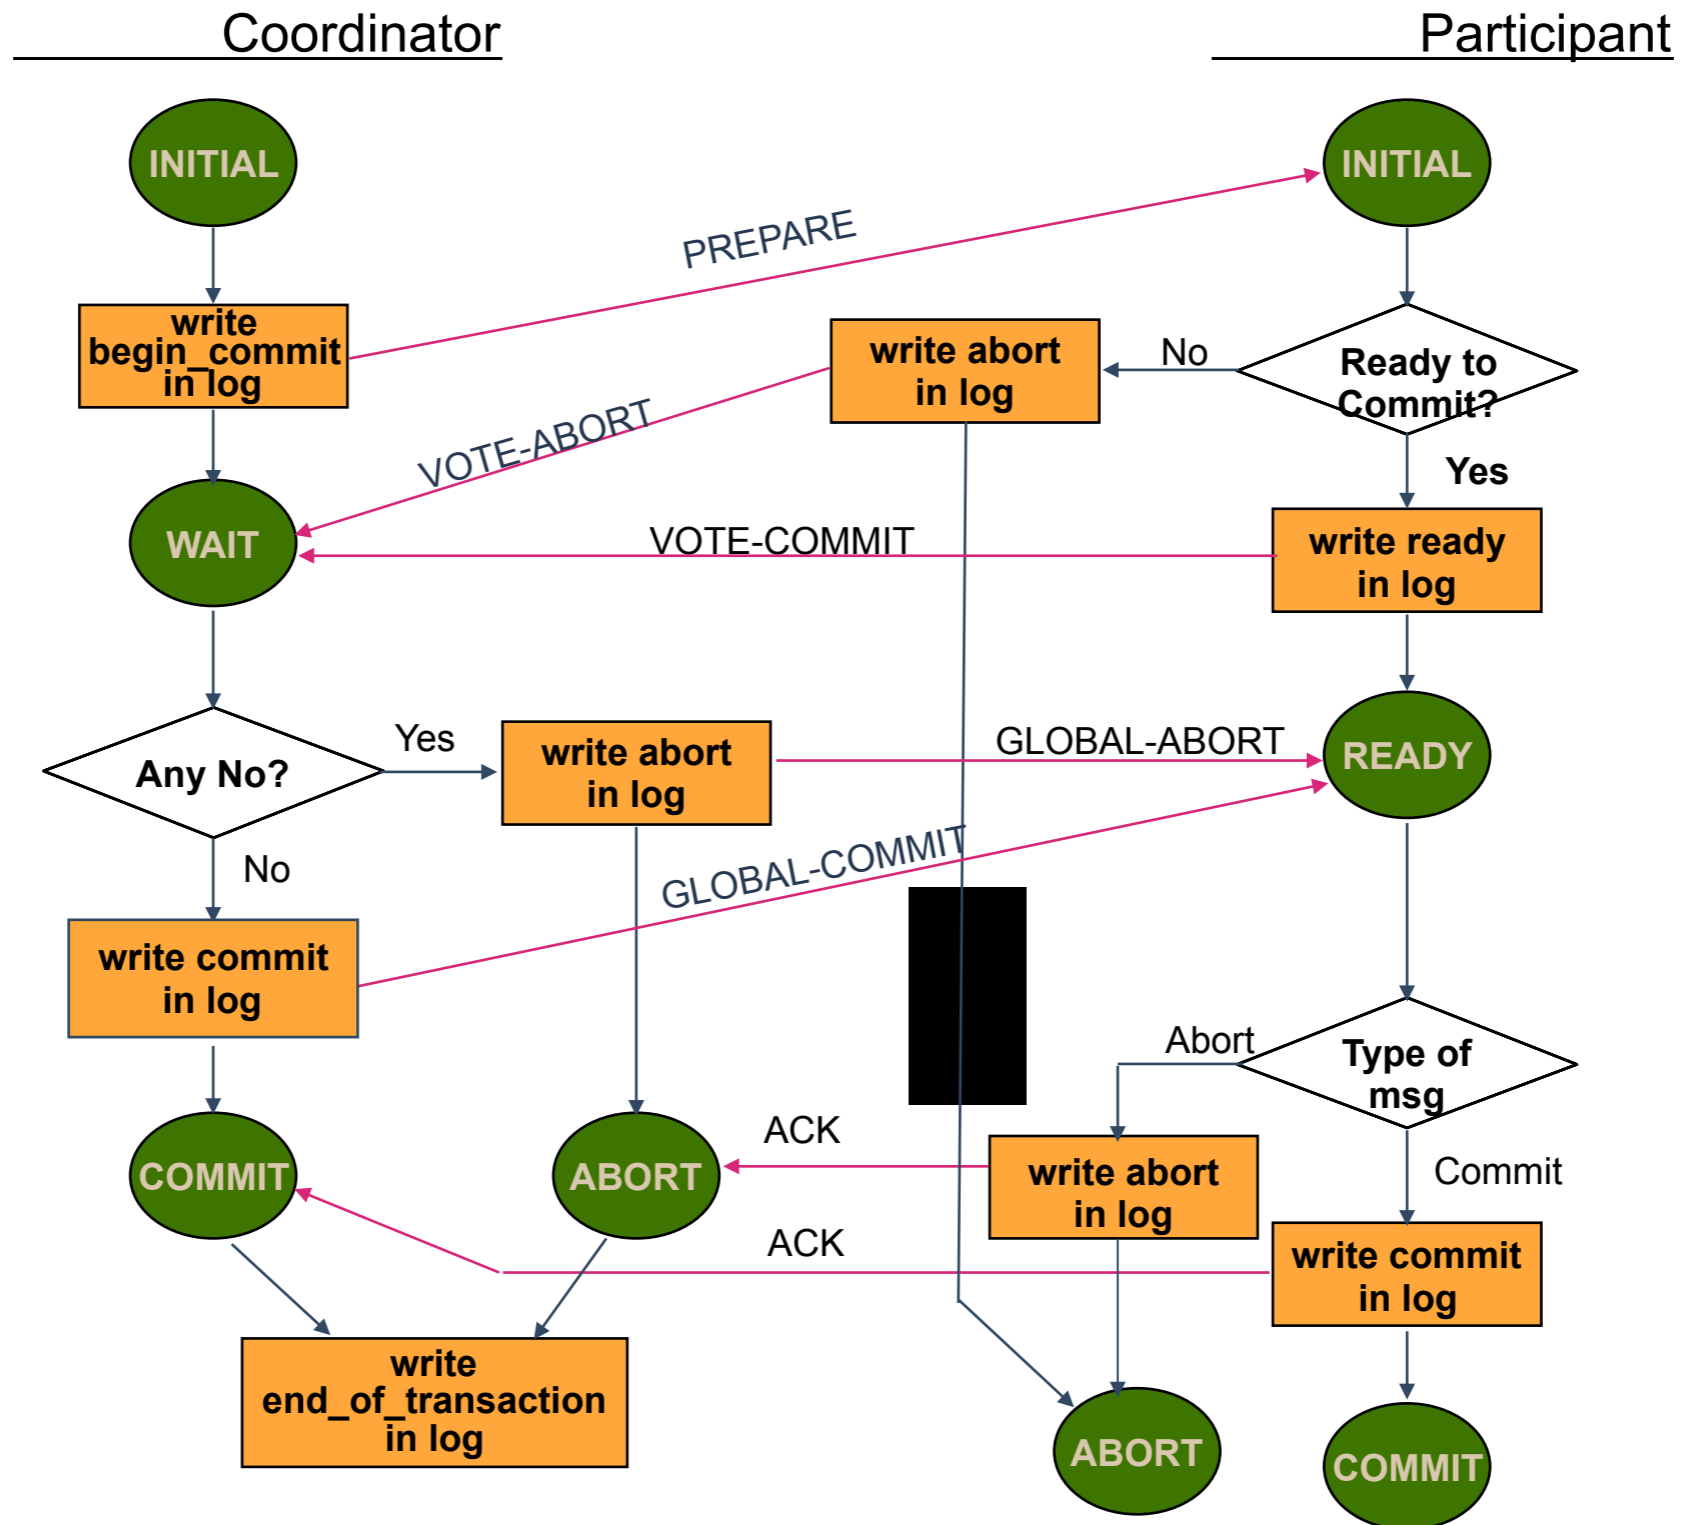 Coordinator
Participant
INITIAL
INITIAL
PREPARE
write
begin_commit
in log
write abort
in log
No
Ready to
Commit?
VOTE-ABORT
Yes
WAIT
VOTE-COMMIT
write ready
in log
Any No?
Yes
write abort
in log
GLOBAL-ABORT
READY
No
GLOBAL-COMMIT
write commit
in log
Abort
Type of
msg
COMMIT
ABORT
ACK
write abort
in log
Commit
ACK
write commit
in log
write
end_of_transaction
in log
ABORT
COMMIT